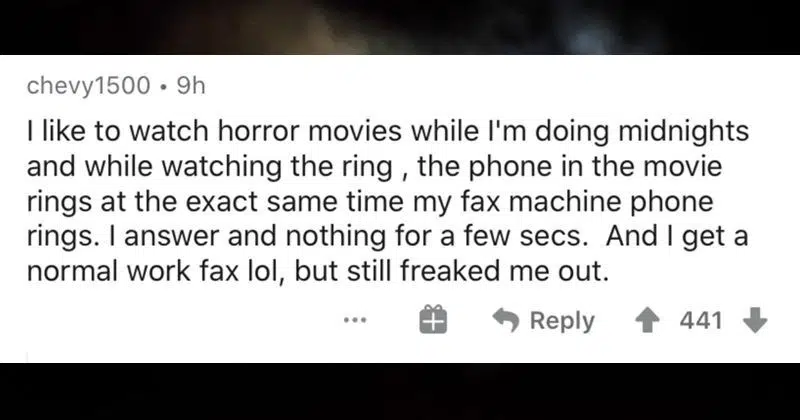 chevy1500 • 9h
I like to watch horror movies while I'm doing midnights
and while watching the ring , the phone in the movie
rings at the exact same time my fax machine phone
rings. I answer and nothing for a few secs.  And I get a
normal work fax lol, but still freaked me out.
... Reply 441